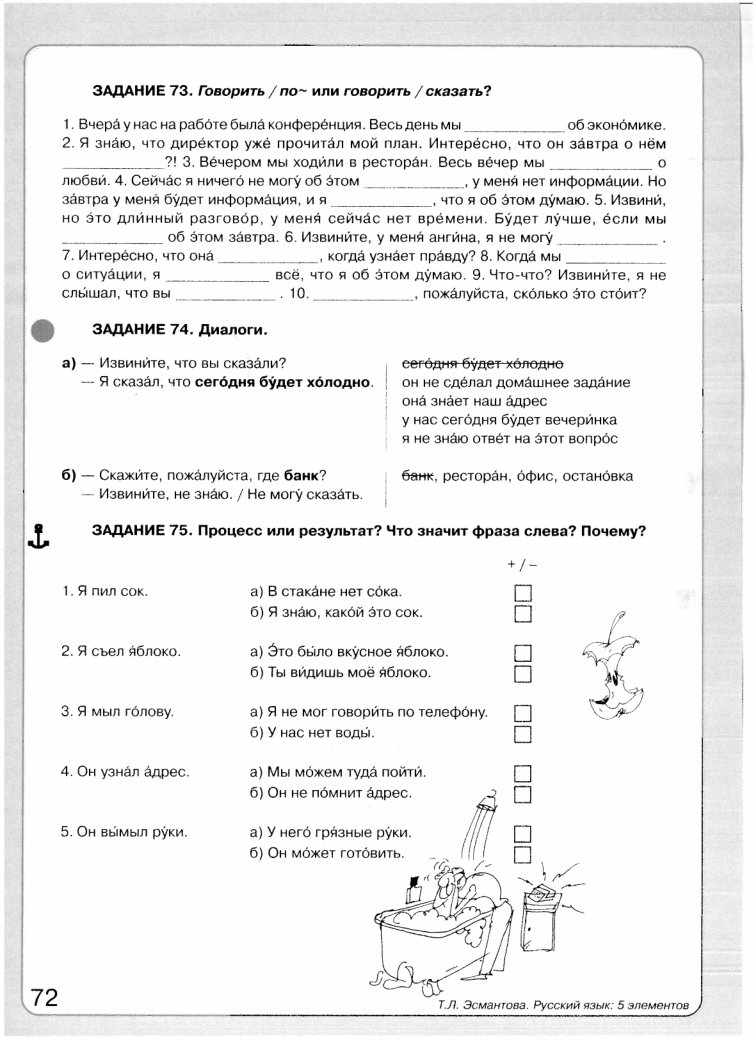 ЗАДАНИЕ 73. Говорить / по~ или говорить / сказать?
1. Вчера́ у нас на рабо́те была́ конфере́нция. Весь день мы ____________ об эконо́мике.
2. Я зна́ю, что дире́ктор уже́ прочита́л мой план. Интере́сно, что он за́втра о нём
____________?! 3. Ве́чером мы ходи́ли в рестора́н. Весь ве́чер мы ____________ о
любви́. 4. Сейча́с я ничего́ не могу́ об э́том ____________, у меня́ нет информа́ции. Но
за́втра у меня́ бу́дет информа́ция, и я ____________, что я об э́том ду́маю. 5. Извини́,
но э́то дли́нный разгово́р, у меня́ сейча́с нет вре́мени. Бу́дет лу́чше, е́сли мы
____________ об э́том за́втра. 6. Извини́те, у меня́ анги́на, я не могу́ ____________ .
7. Интере́сно, что она́ ____________, когда́ узна́ет пра́вду? 8. Когда́ мы ____________
о ситуа́ции, я ____________ всё, что я об э́том ду́маю. 9. Что-что? Извини́те, я не
слы́шал, что вы ____________ . 10. ____________, пожа́луйста, ско́лько э́то сто́ит?
ЗАДАНИЕ 74. Диалоги.
а) — Извини́те, что вы сказа́ли?
— Я сказа́л, что сего́дня бу́дет хо́лодно.
сего́дня бу́дет хо́лодно
он не сде́лал дома́шнее зада́ние
она́ зна́ет наш а́дрес
у нас сего́дня бу́дет вечери́нка
я не зна́ю отве́т на э́тот вопро́с
б) — Скажи́те, пожа́луйста, где банк?
— Извини́те, не зна́ю. / Не могу́ сказа́ть.
банк, рестора́н, о́фис, остано́вка
ЗАДАНИЕ 75. Процесс или результат? Что значит фраза слева? Почему?
+ / –
1. Я пил сок. а) В стака́не нет со́ка.
б) Я зна́ю, како́й э́то сок.
2. Я съел я́блоко. а) Э́то бы́ло вку́сное я́блоко.
б) Ты ви́дишь моё я́блоко.
3. Я мыл го́лову. а) Я не мог говори́ть по телефо́ну.
б) У нас нет воды́.
4. Он узна́л а́дрес. а) Мы мо́жем туда́ пойти́.
б) Он не по́мнит а́дрес.
5. Он вы́мыл ру́ки. а) У него́ гря́зные ру́ки.
б) Он мо́жет гото́вить.
72
Т.Л. Эсмантова. Русский язык: 5 элементов